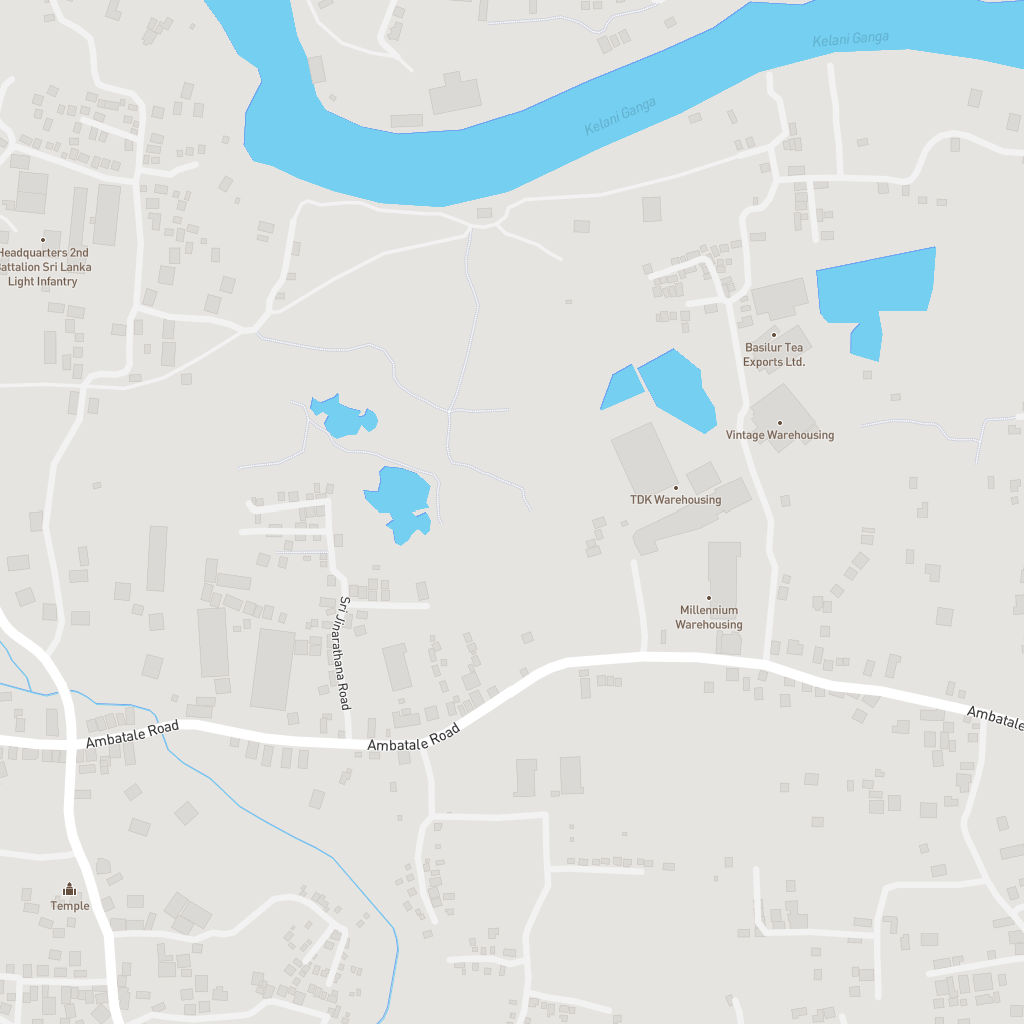 Kelani Ganga
Kelani Ganga
Headquarters 2nd
Battalion Sri Lanka
Light Infantry
Basilur Tea
Exports Ltd.
Vintage Warehousing
TDK Warehousing
Millennium
Warehousing
Sri Jinarathana Road
Ambatale Road
Ambatale Road
Ambatale
Temple